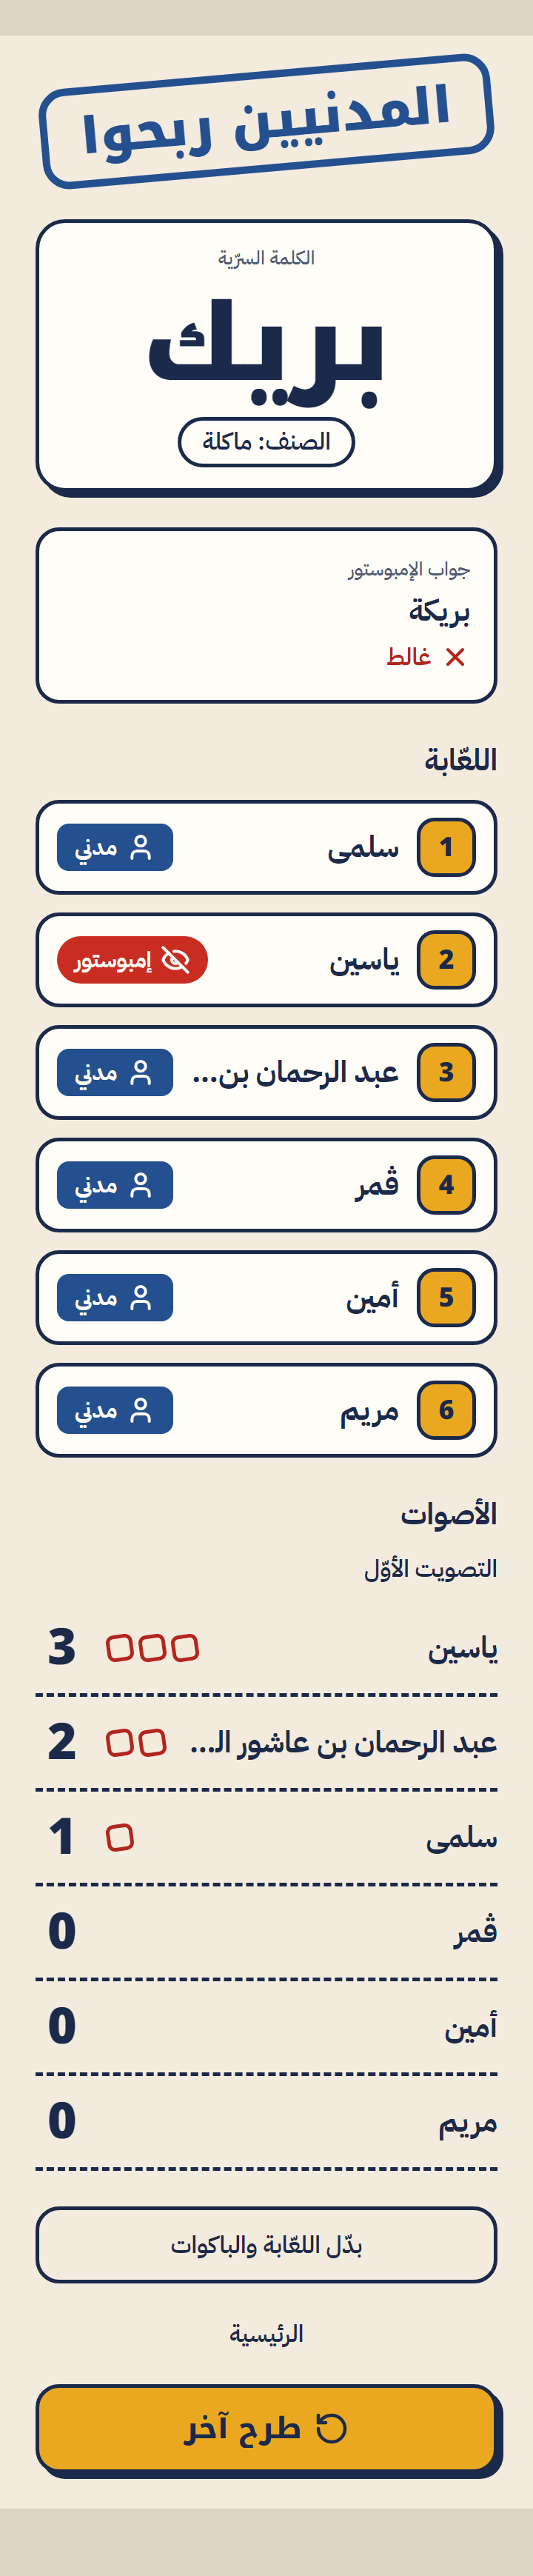 المدنيين ربحوا
الكلمة السرّية
بريك
الصنف: ماكلة
جواب الإمبوستور
بريكة
غالط
اللعّابة
1 سلمى مدني
2 ياسين إمبوستور
3 عبد الرحمان بن... مدني
4 ڨمر مدني
5 أمين مدني
6 مريم مدني
الأصوات
التصويت الأوّل
ياسين 3
عبد الرحمان بن عاشور الـ... 2
سلمى 1
ڨمر 0
أمين 0
مريم 0
بدّل اللعّابة والباكوات
الرئيسية
طرح آخر